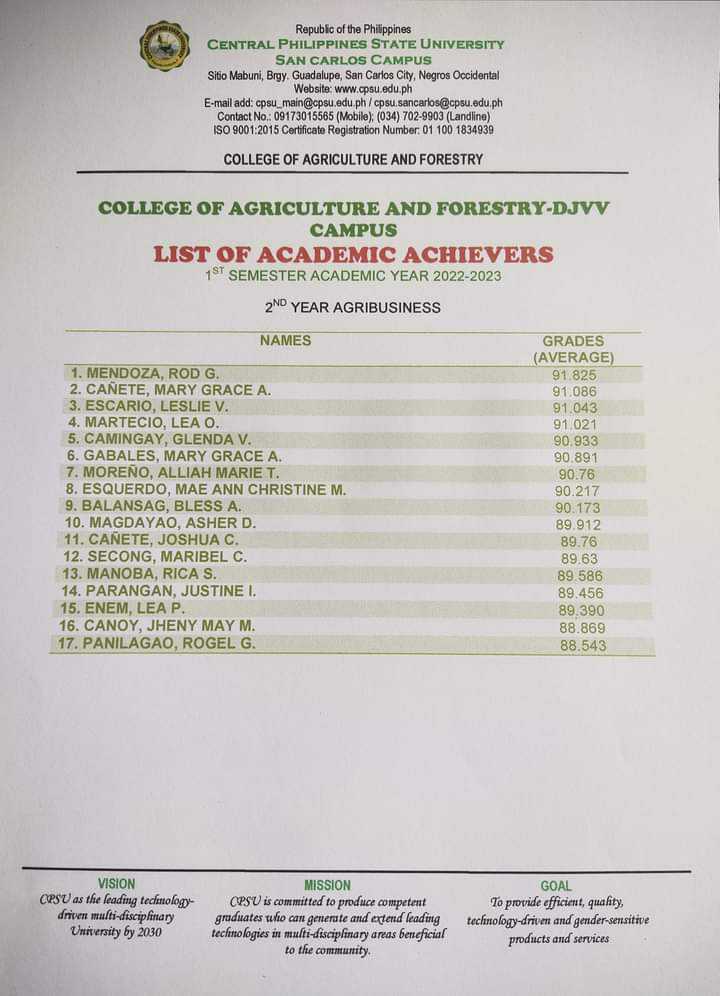 Republic of the Philippines
CENTRAL PHILIPPINES STATE UNIVERSITY
SAN CARLOS CAMPUS
Sitio Mabuni, Brgy. Guadalupe, San Carlos City, Negros Occidental
Website: www.cpsu.edu.ph
E-mail add: cpsu_main@cpsu.edu.ph / cpsu.sancarlos@cpsu.edu.ph
Contact No.: 09173015565 (Mobile); (034) 702-9903 (Landline)
ISO 9001:2015 Certificate Registration Number: 01 100 1834939
COLLEGE OF AGRICULTURE AND FORESTRY
COLLEGE OF AGRICULTURE AND FORESTRY-DJVV
CAMPUS
LIST OF ACADEMIC ACHIEVERS
1ST SEMESTER ACADEMIC YEAR 2022-2023
2ND YEAR AGRIBUSINESS
NAMES GRADES
(AVERAGE)
1. MENDOZA, ROD G. 91.825
2. CAÑETE, MARY GRACE A. 91.086
3. ESCARIO, LESLIE V. 91.043
4. MARTECIO, LEA O. 91.021
5. CAMINGAY, GLENDA V. 90.933
6. GABALES, MARY GRACE A. 90.891
7. MOREÑO, ALLIAH MARIE T. 90.76
8. ESQUERDO, MAE ANN CHRISTINE M. 90.217
9. BALANSAG, BLESS A. 90.173
10. MAGDAYAO, ASHER D. 89.912
11. CAÑETE, JOSHUA C. 89.76
12. SECONG, MARIBEL C. 89.63
13. MANOBA, RICA S. 89.586
14. PARANGAN, JUSTINE I. 89.456
15. ENEM, LEA P. 89.390
16. CANOY, JHENY MAY M. 88.869
17. PANILAGAO, ROGEL G. 88.543
VISION
CPSU as the leading technology-
driven multi-disciplinary
University by 2030
MISSION
CPSU is committed to produce competent
graduates who can generate and extend leading
technologies in multi-disciplinary areas beneficial
to the community.
GOAL
To provide efficient, quality,
technology-driven and gender-sensitive
products and services